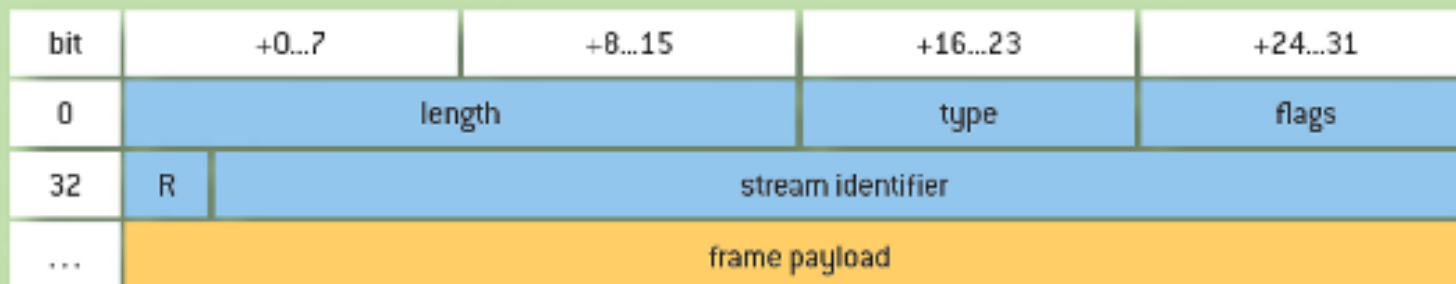 bit +0...7 +8...15 +16...23 +24...31
0 length type flags
32 R stream identifier
... frame payload